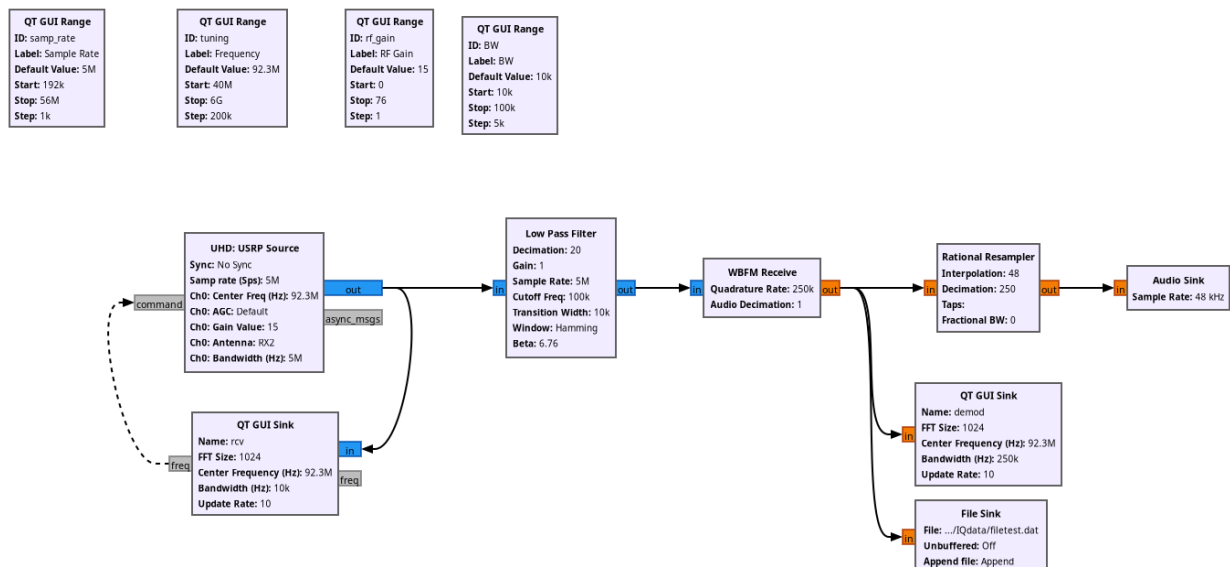 QT GUI Range
ID: samp_rate
Label: Sample Rate
Default Value: 5M
Start: 192k
Stop: 56M
Step: 1k
QT GUI Range
ID: tuning
Label: Frequency
Default Value: 92.3M
Start: 40M
Stop: 6G
Step: 200k
QT GUI Range
ID: rf_gain
Label: RF Gain
Default Value: 15
Start: 0
Stop: 76
Step: 1
QT GUI Range
ID: BW
Label: BW
Default Value: 10k
Start: 10k
Stop: 100k
Step: 5k
UHD: USRP Source
Sync: No Sync
Samp rate (Sps): 5M
Ch0: Center Freq (Hz): 92.3M
Ch0: AGC: Default
Ch0: Gain Value: 15
Ch0: Antenna: RX2
Ch0: Bandwidth (Hz): 5M
command
out
async_msgs
QT GUI Sink
Name: rcv
FFT Size: 1024
Center Frequency (Hz): 92.3M
Bandwidth (Hz): 10k
Update Rate: 10
freq
in
freq
in
Low Pass Filter
Decimation: 20
Gain: 1
Sample Rate: 5M
Cutoff Freq: 100k
Transition Width: 10k
Window: Hamming
Beta: 6.76
out
in
WBFM Receive
Quadrature Rate: 250k
Audio Decimation: 1
out
in
Rational Resampler
Interpolation: 48
Decimation: 250
Taps:
Fractional BW: 0
out
in
Audio Sink
Sample Rate: 48 kHz
in
QT GUI Sink
Name: demod
FFT Size: 1024
Center Frequency (Hz): 92.3M
Bandwidth (Hz): 250k
Update Rate: 10
in
File Sink
File: .../IQdata/filetest.dat
Unbuffered: Off
Append file: Append